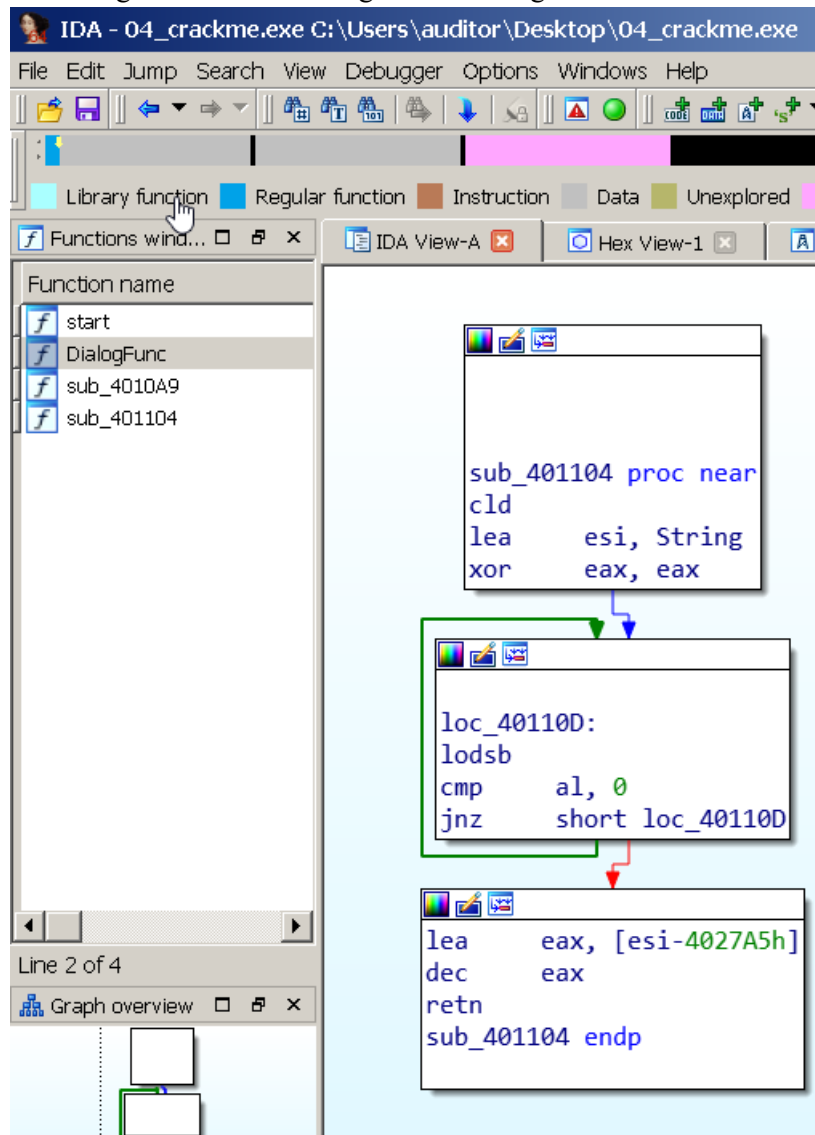 IDA - 04_crackme.exe C:\Users\auditor\Desktop\04_crackme.exe
File Edit Jump Search View Debugger Options Windows Help
Library function Regular function Instruction Data Unexplored
Functions wind...
IDA View-A Hex View-1
Function name
start
DialogFunc
sub_4010A9
sub_401104
sub_401104 proc near
cld
lea esi, String
xor eax, eax
loc_40110D:
lodsb
cmp al, 0
jnz short loc_40110D
lea eax, [esi-4027A5h]
dec eax
retn
sub_401104 endp
Line 2 of 4
Graph overview